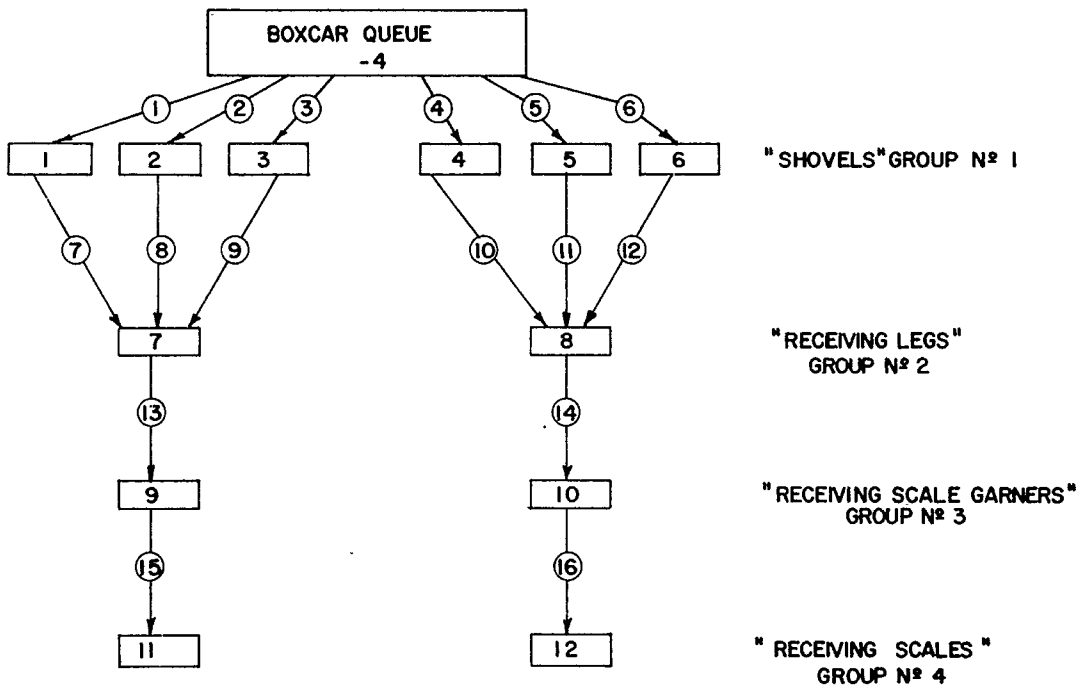 BOXCAR QUEUE
-4
1 2 3 4 5 6
1 2 3 4 5 6 "SHOVELS" GROUP Nº 1
7 8 9 10 11 12
7 8 "RECEIVING LEGS"
GROUP Nº 2
13 14
9 10 "RECEIVING SCALE GARNERS"
GROUP Nº 3
15 16
11 12 "RECEIVING SCALES"
GROUP Nº 4